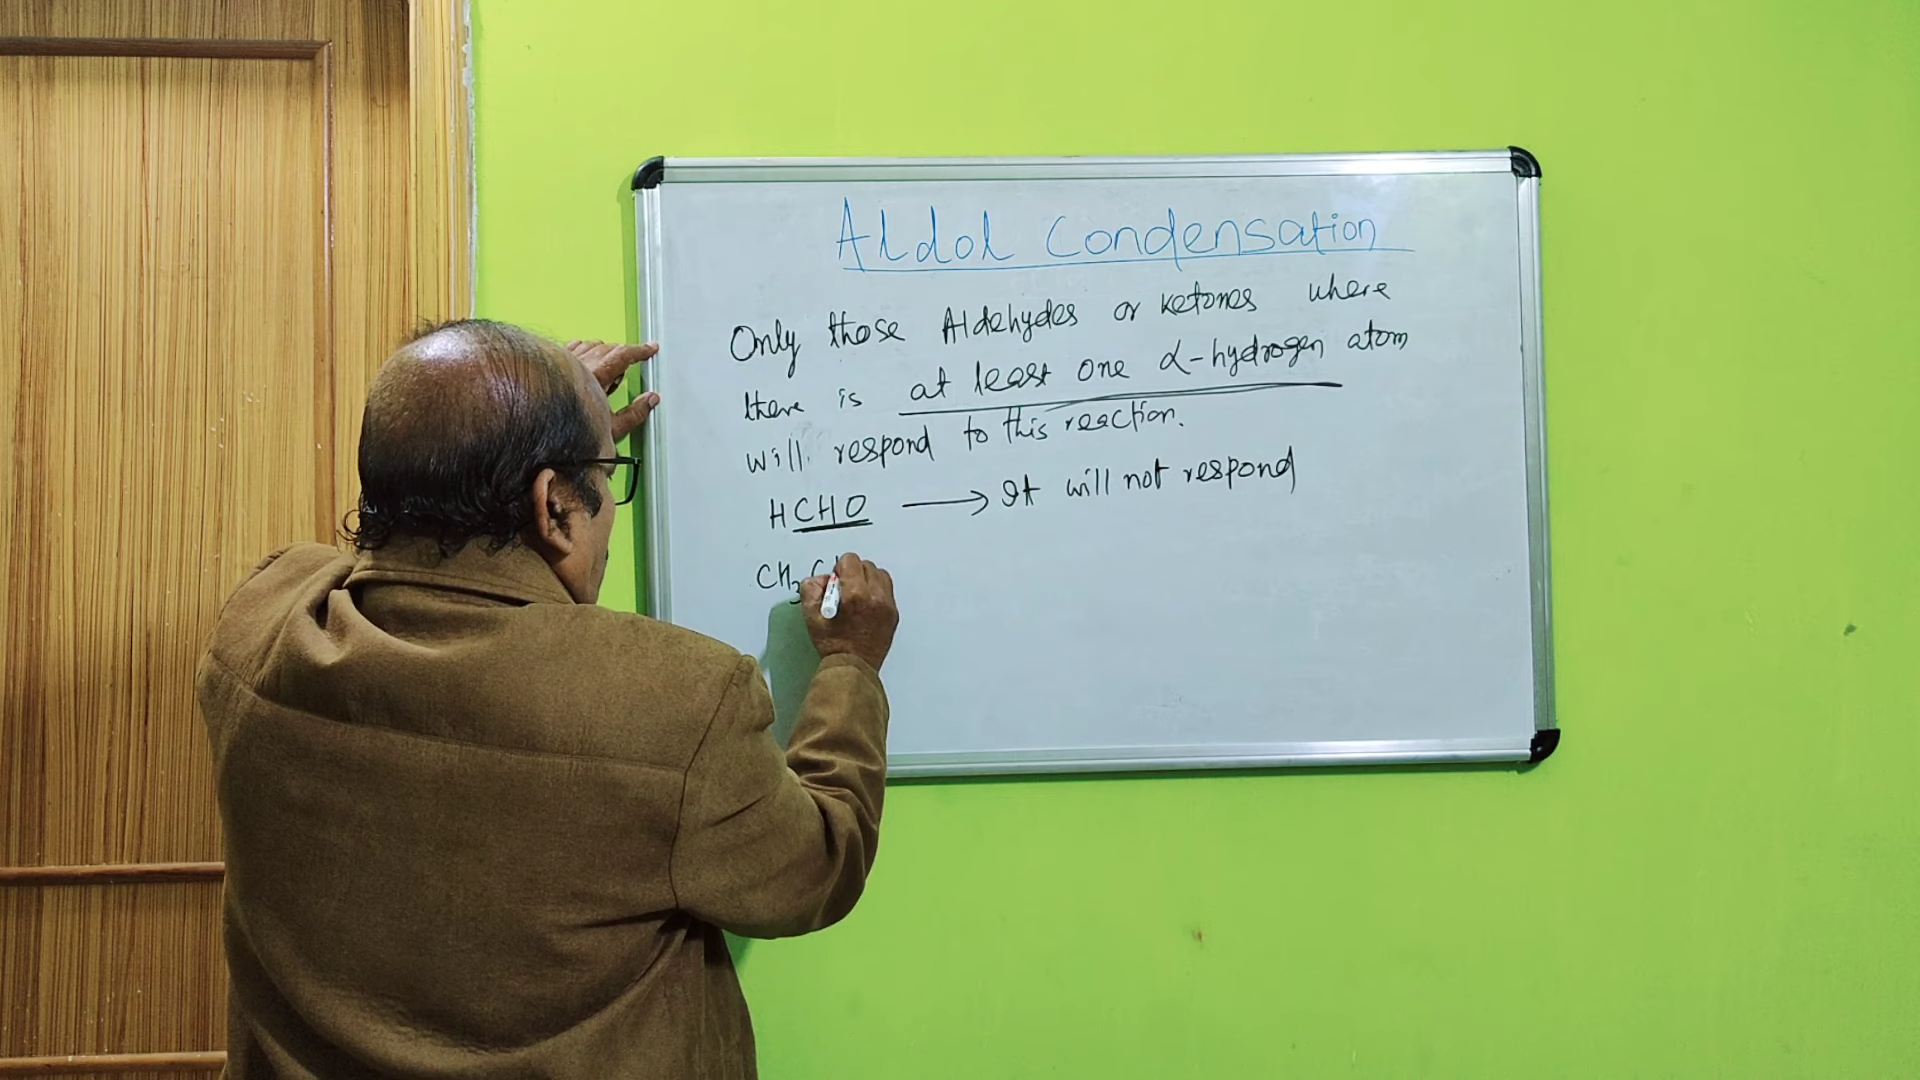 Aldol Condensation
Only those Aldehydes or ketones where
there is at least one α-hydrogen atom
will respond to this reaction.
HCHO ⟶ It will not respond
CH₃C